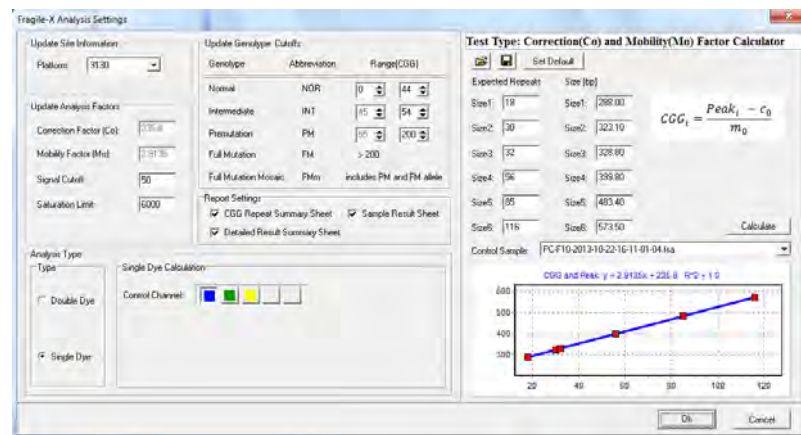 Fragile-X Analysis Settings
Update Site Information
Platform: 3130
Update Analysis Factors
Correction Factor (Co):
Mobility Factor (Mo):
Signal Cutoff: 50
Saturation Limit: 6000
Analysis Type
Type
Double Dye
Single Dye
Update Genotype Cutoffs
Genotype Abbreviation Range(CGG)
Normal NOR 0 44
Intermediate INT 45 54
Premutation PM 55 200
Full Mutation FM > 200
Full Mutation Mosaic FMm includes PM and FM allele
Report Settings
CGG Repeat Summary Sheet Sample Result Sheet
Detailed Result Summary Sheet
Single Dye Calculation
Control Channel:
Test Type: Correction(Co) and Mobility(Mo) Factor Calculator
Set Default
Expected Repeats Size (bp)
Size1: 18 Size1: 288.00
Size2: 30 Size2: 323.10
Size3: 32 Size3: 328.80
Size4: 56 Size4: 399.80
Size5: 85 Size5: 483.40
Size6: 116 Size6: 573.50
CGGᵢ = (Peakᵢ − c₀) / m₀
Calculate
Control Sample: PC-F10-2013-10-22-16-11-01-04.fsa
CGG and Peak: y = 2.9135x + 235.8 R^2 = 1.0
600
500
400
300
20 40 60 80 100 120
Ok Cancel